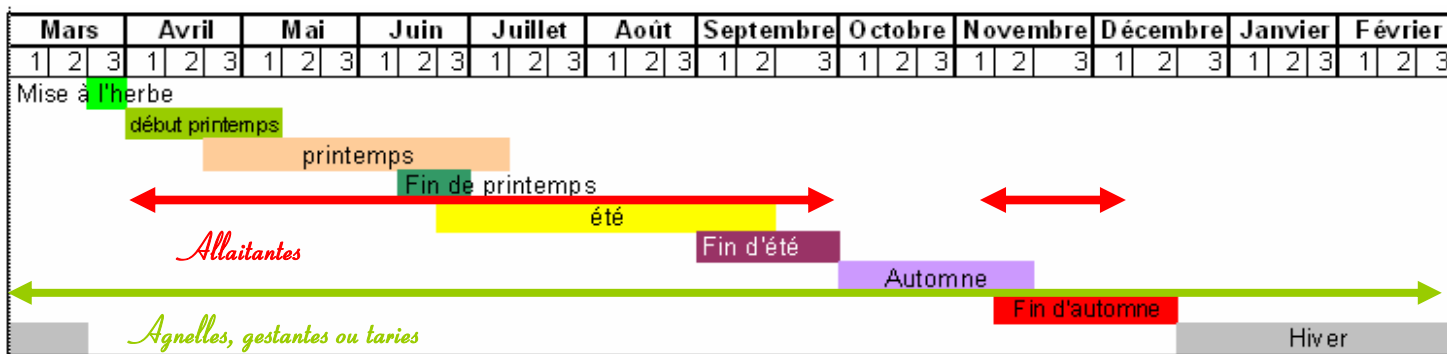 Mars Avril Mai Juin Juillet Août Septembre Octobre Novembre Décembre Janvier Février
1 2 3 1 2 3 1 2 3 1 2 3 1 2 3 1 2 3 1 2 3 1 2 3 1 2 3 1 2 3 1 2 3 1 2 3
Mise à l'herbe
début printemps
printemps
Fin de printemps
été
Allaitantes
Fin d'été
Automne
Fin d'automne
Agnelles, gestantes ou taries
Hiver